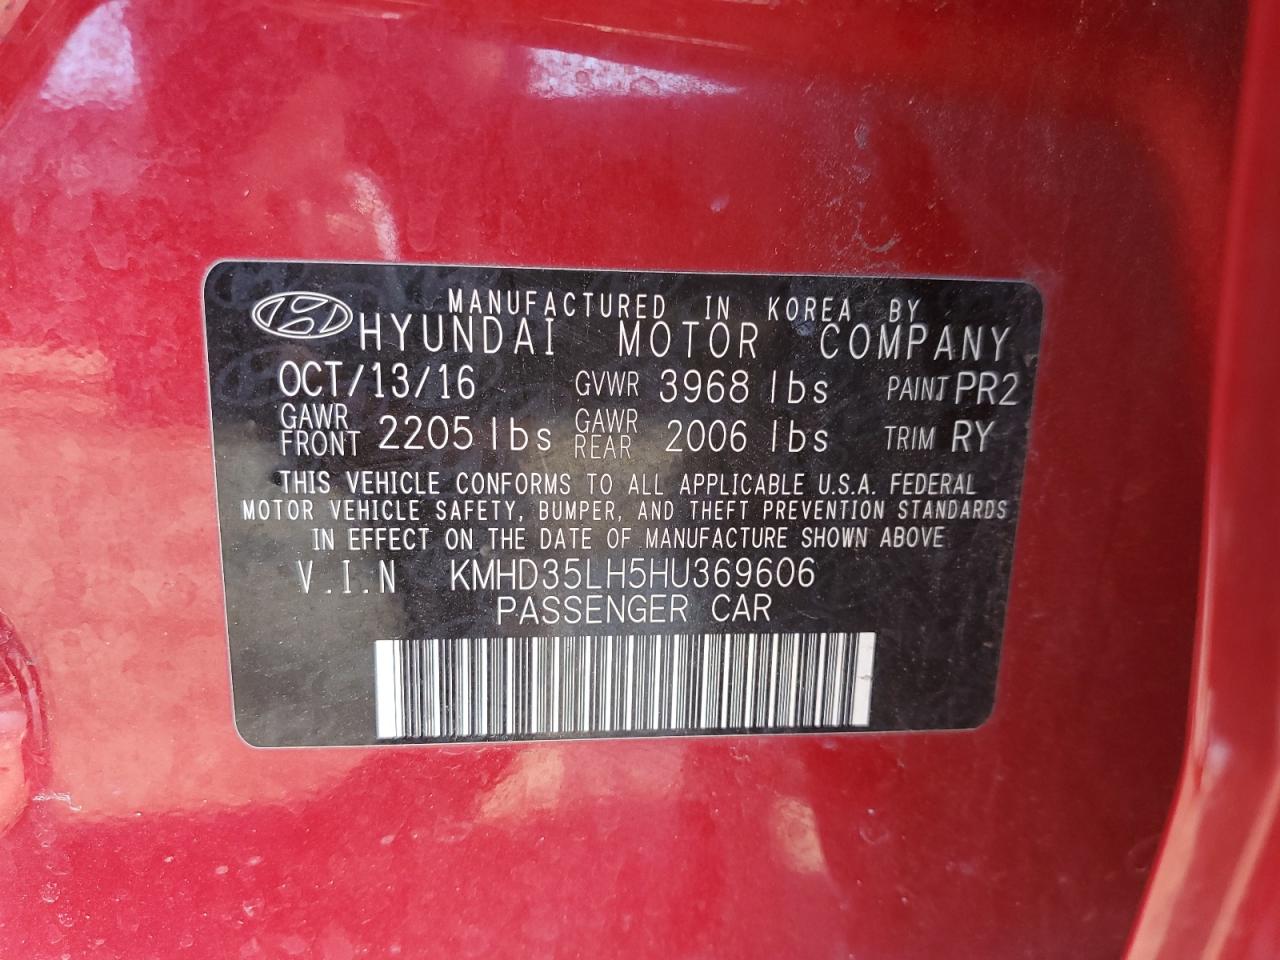 MANUFACTURED IN KOREA BY
HYUNDAI MOTOR COMPANY
OCT/13/16 GVWR 3968 lbs PAINT PR2
GAWR FRONT 2205 lbs GAWR REAR 2006 lbs TRIM RY
THIS VEHICLE CONFORMS TO ALL APPLICABLE U.S.A. FEDERAL
MOTOR VEHICLE SAFETY, BUMPER, AND THEFT PREVENTION STANDARDS
IN EFFECT ON THE DATE OF MANUFACTURE SHOWN ABOVE
V.I.N KMHD35LH5HU369606
PASSENGER CAR